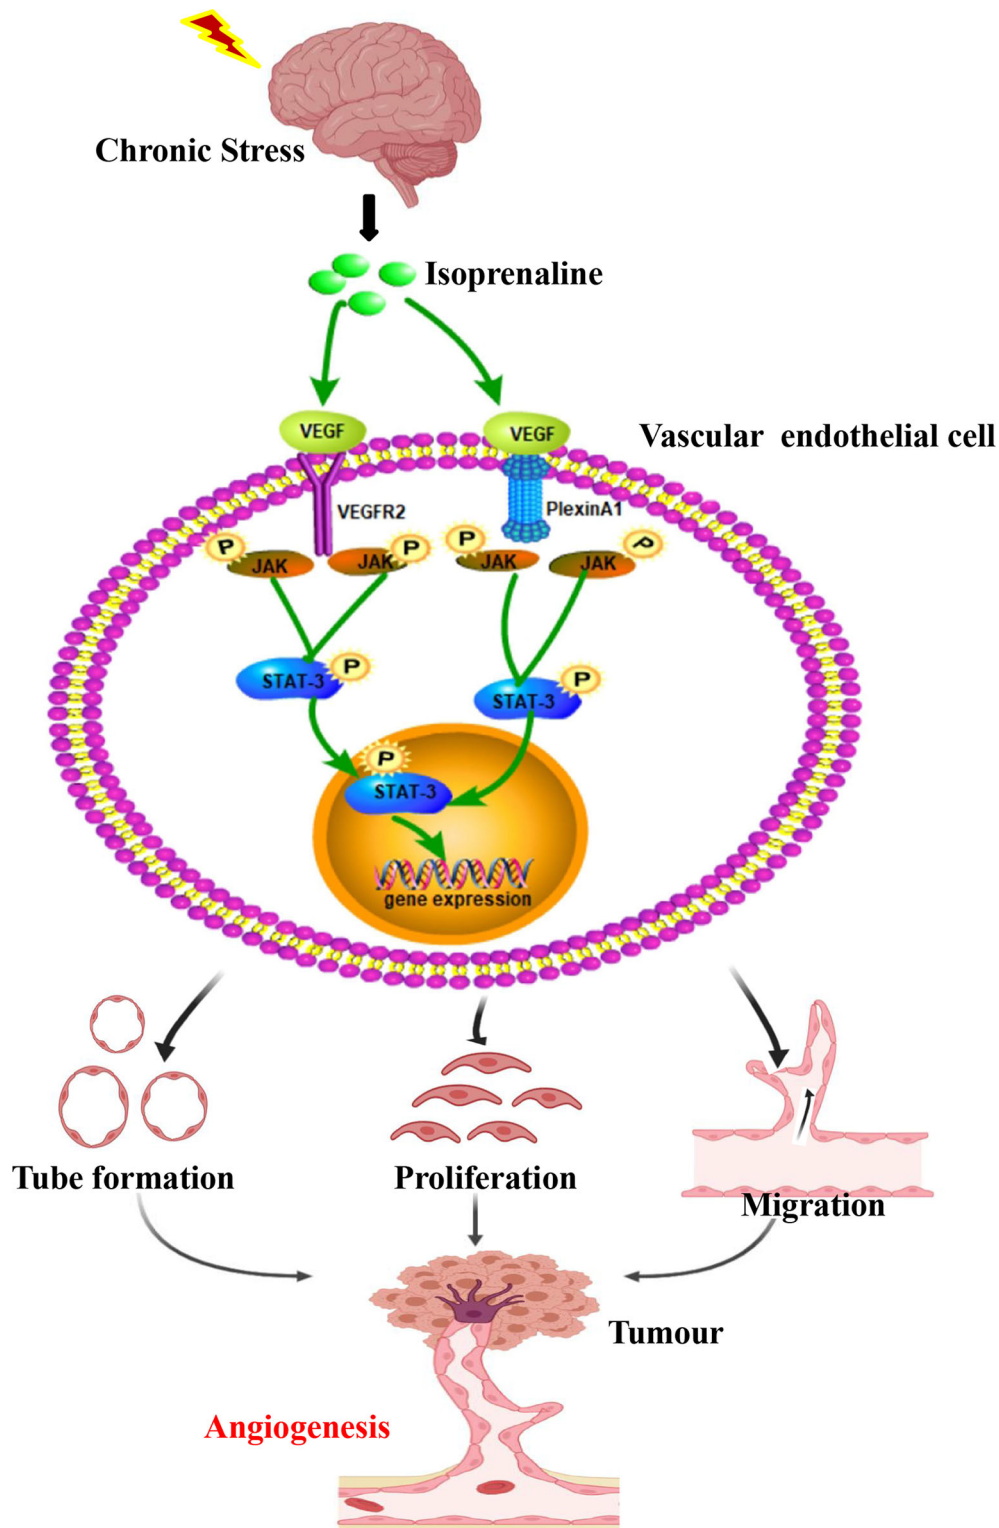 Chronic Stress
Isoprenaline
VEGF
VEGF
Vascular endothelial cell
VEGFR2
PlexinA1
P
JAK
JAK
P
P
JAK
JAK
P
STAT-3
P
STAT-3
P
P
STAT-3
gene expression
Tube formation
Proliferation
Migration
Tumour
Angiogenesis